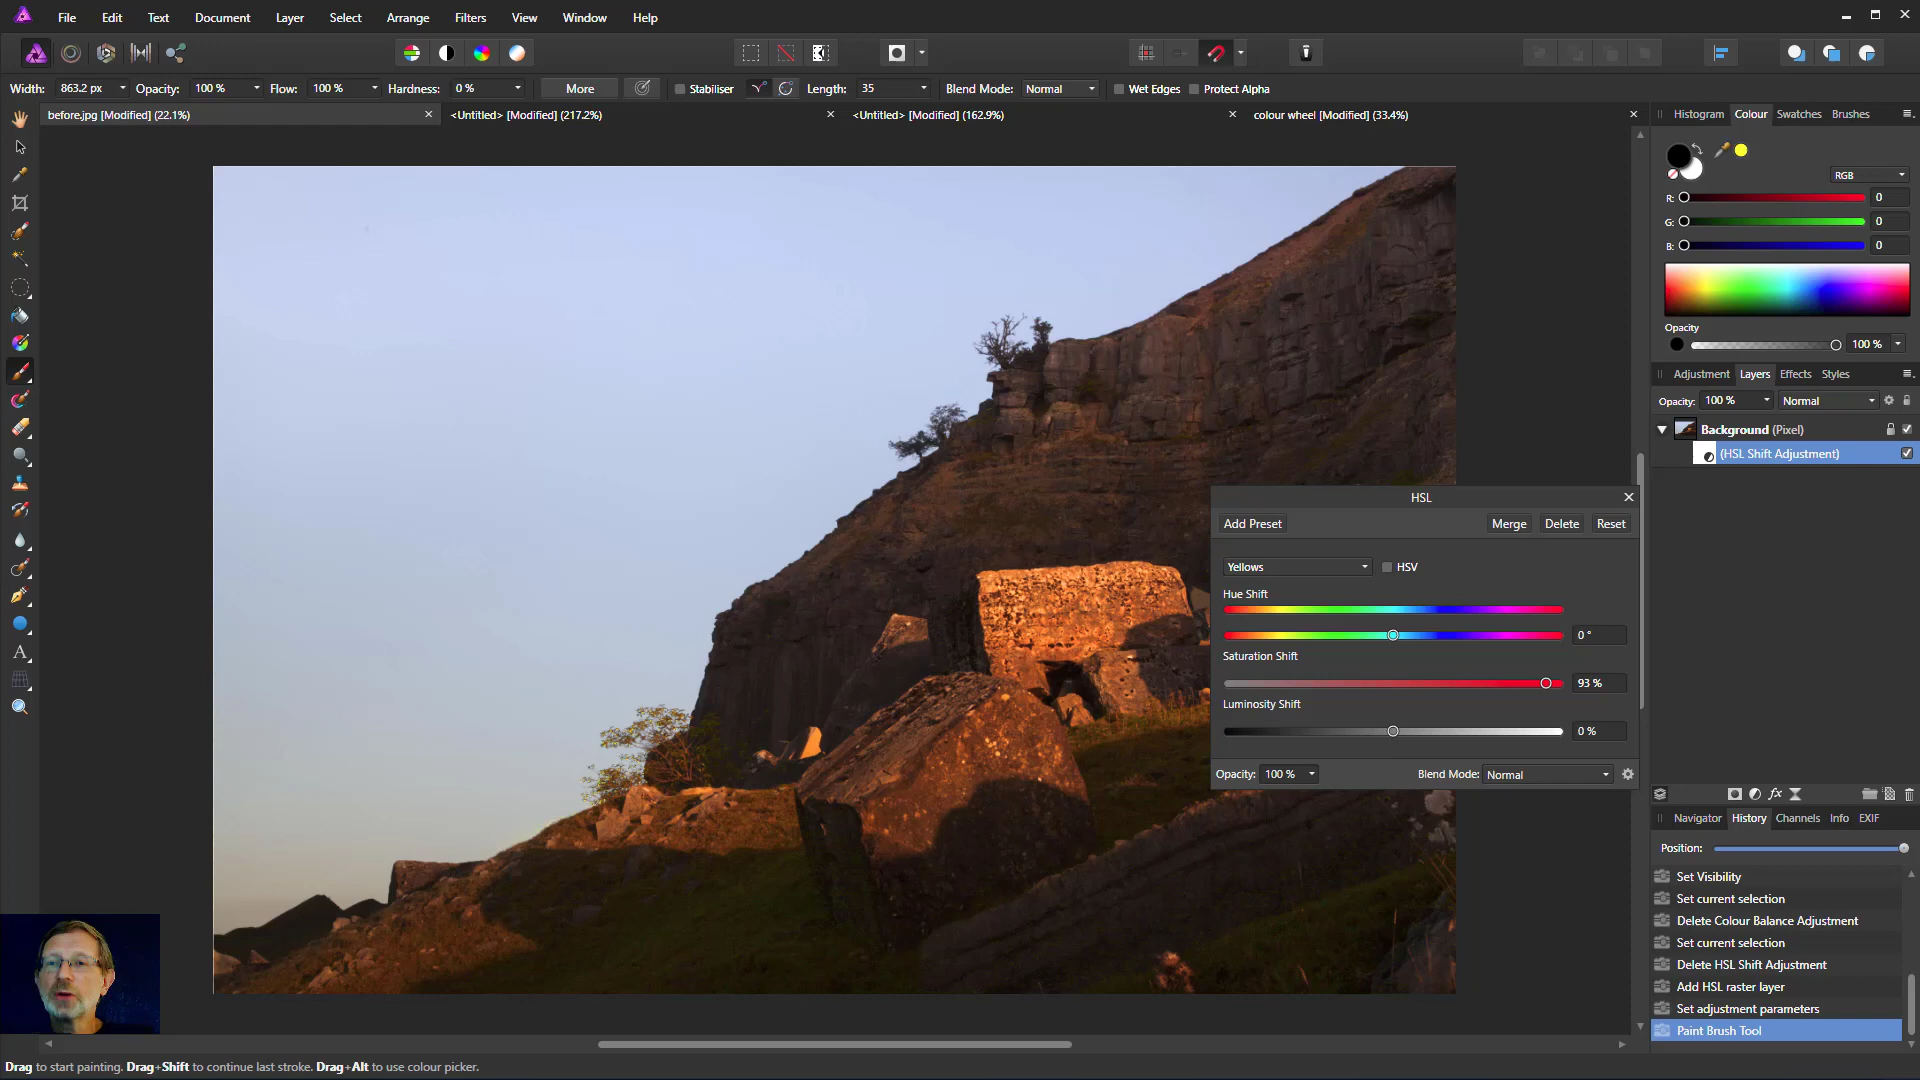 File Edit Text Document Layer Select Arrange Filters View Window Help
Width: 863.2 px Opacity: 100 % Flow: 100 % Hardness: 0 % More Stabiliser Length: 35 Blend Mode: Normal Wet Edges Protect Alpha
before.jpg [Modified] (22.1%) <Untitled> [Modified] (217.2%) <Untitled> [Modified] (162.9%) colour wheel [Modified] (33.4%)
Histogram Colour Swatches Brushes
RGB
R: 0
G: 0
B: 0
Opacity
100 %
Adjustment Layers Effects Styles
Opacity: 100 % Normal
Background (Pixel)
(HSL Shift Adjustment)
HSL
Add Preset Merge Delete Reset
Yellows HSV
Hue Shift
0 °
Saturation Shift
93 %
Luminosity Shift
0 %
Opacity: 100 % Blend Mode: Normal
fx
Navigator History Channels Info EXIF
Position:
Set Visibility
Set current selection
Delete Colour Balance Adjustment
Set current selection
Delete HSL Shift Adjustment
Add HSL raster layer
Set adjustment parameters
Paint Brush Tool
Drag to start painting. Drag+Shift to continue last stroke. Drag+Alt to use colour picker.